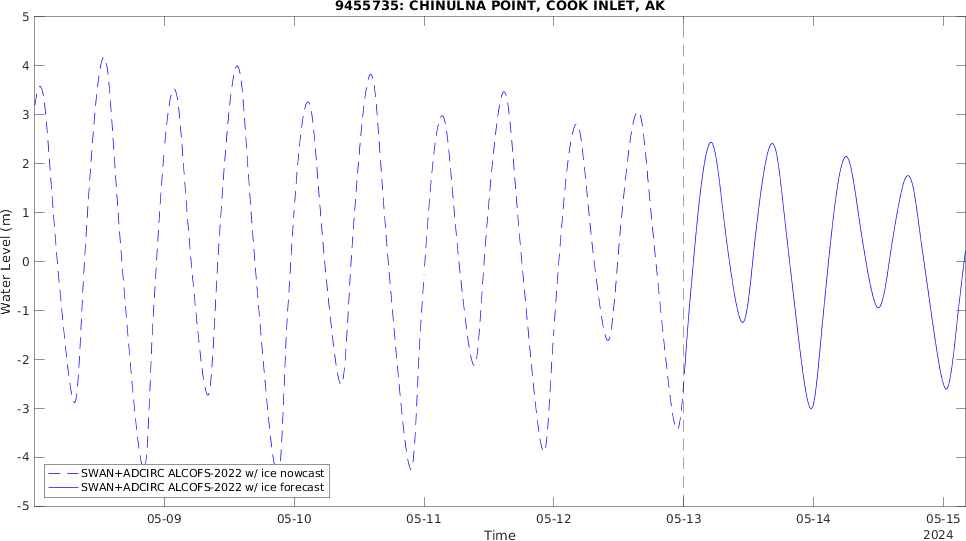 9455735: CHINULNA POINT, COOK INLET, AK
5
4
3
2
1
0
-1
-2
-3
-4
-5
Water Level (m)
SWAN+ADCIRC ALCOFS-2022 w/ ice nowcast
SWAN+ADCIRC ALCOFS-2022 w/ ice forecast
05-09 05-10 05-11 05-12 05-13 05-14 05-15
Time
2024